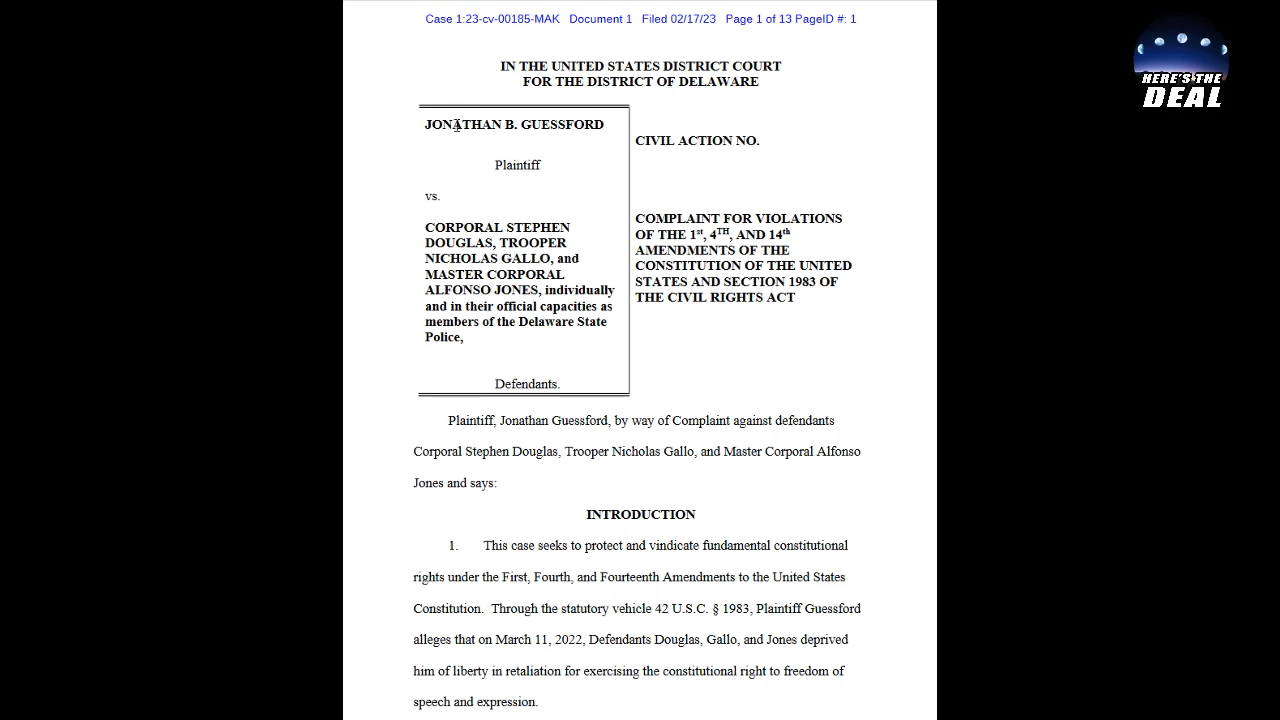 Case 1:23-cv-00185-MAK Document 1 Filed 02/17/23 Page 1 of 13 PageID #: 1
HERE'S THE
DEAL
IN THE UNITED STATES DISTRICT COURT
FOR THE DISTRICT OF DELAWARE
JONATHAN B. GUESSFORD
Plaintiff
vs.
CORPORAL STEPHEN
DOUGLAS, TROOPER
NICHOLAS GALLO, and
MASTER CORPORAL
ALFONSO JONES, individually
and in their official capacities as
members of the Delaware State
Police,
Defendants.
CIVIL ACTION NO.
COMPLAINT FOR VIOLATIONS
OF THE 1st, 4TH, AND 14th
AMENDMENTS OF THE
CONSTITUTION OF THE UNITED
STATES AND SECTION 1983 OF
THE CIVIL RIGHTS ACT
Plaintiff, Jonathan Guessford, by way of Complaint against defendants
Corporal Stephen Douglas, Trooper Nicholas Gallo, and Master Corporal Alfonso
Jones and says:
INTRODUCTION
1. This case seeks to protect and vindicate fundamental constitutional
rights under the First, Fourth, and Fourteenth Amendments to the United States
Constitution. Through the statutory vehicle 42 U.S.C. § 1983, Plaintiff Guessford
alleges that on March 11, 2022, Defendants Douglas, Gallo, and Jones deprived
him of liberty in retaliation for exercising the constitutional right to freedom of
speech and expression.